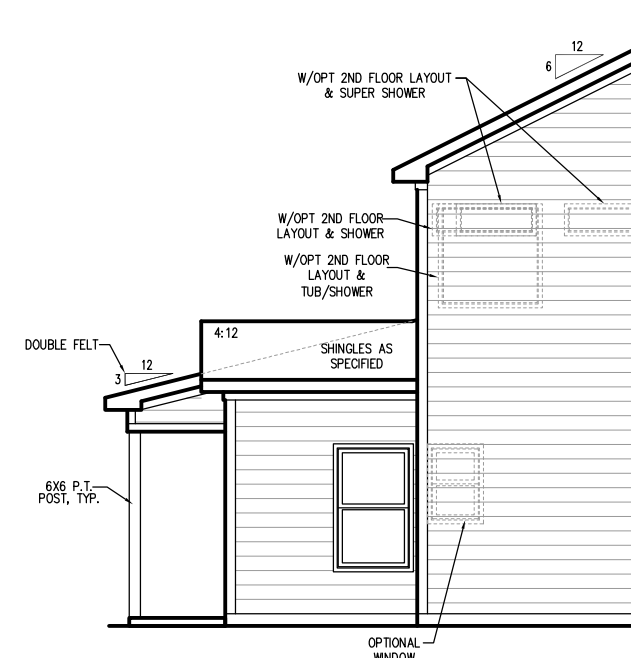 12
6
W/OPT 2ND FLOOR LAYOUT
& SUPER SHOWER
W/OPT 2ND FLOOR
LAYOUT & SHOWER
W/OPT 2ND FLOOR
LAYOUT &
TUB/SHOWER
4:12
SHINGLES AS
SPECIFIED
DOUBLE FELT
12
3
6X6 P.T.
POST, TYP.
OPTIONAL
WINDOW